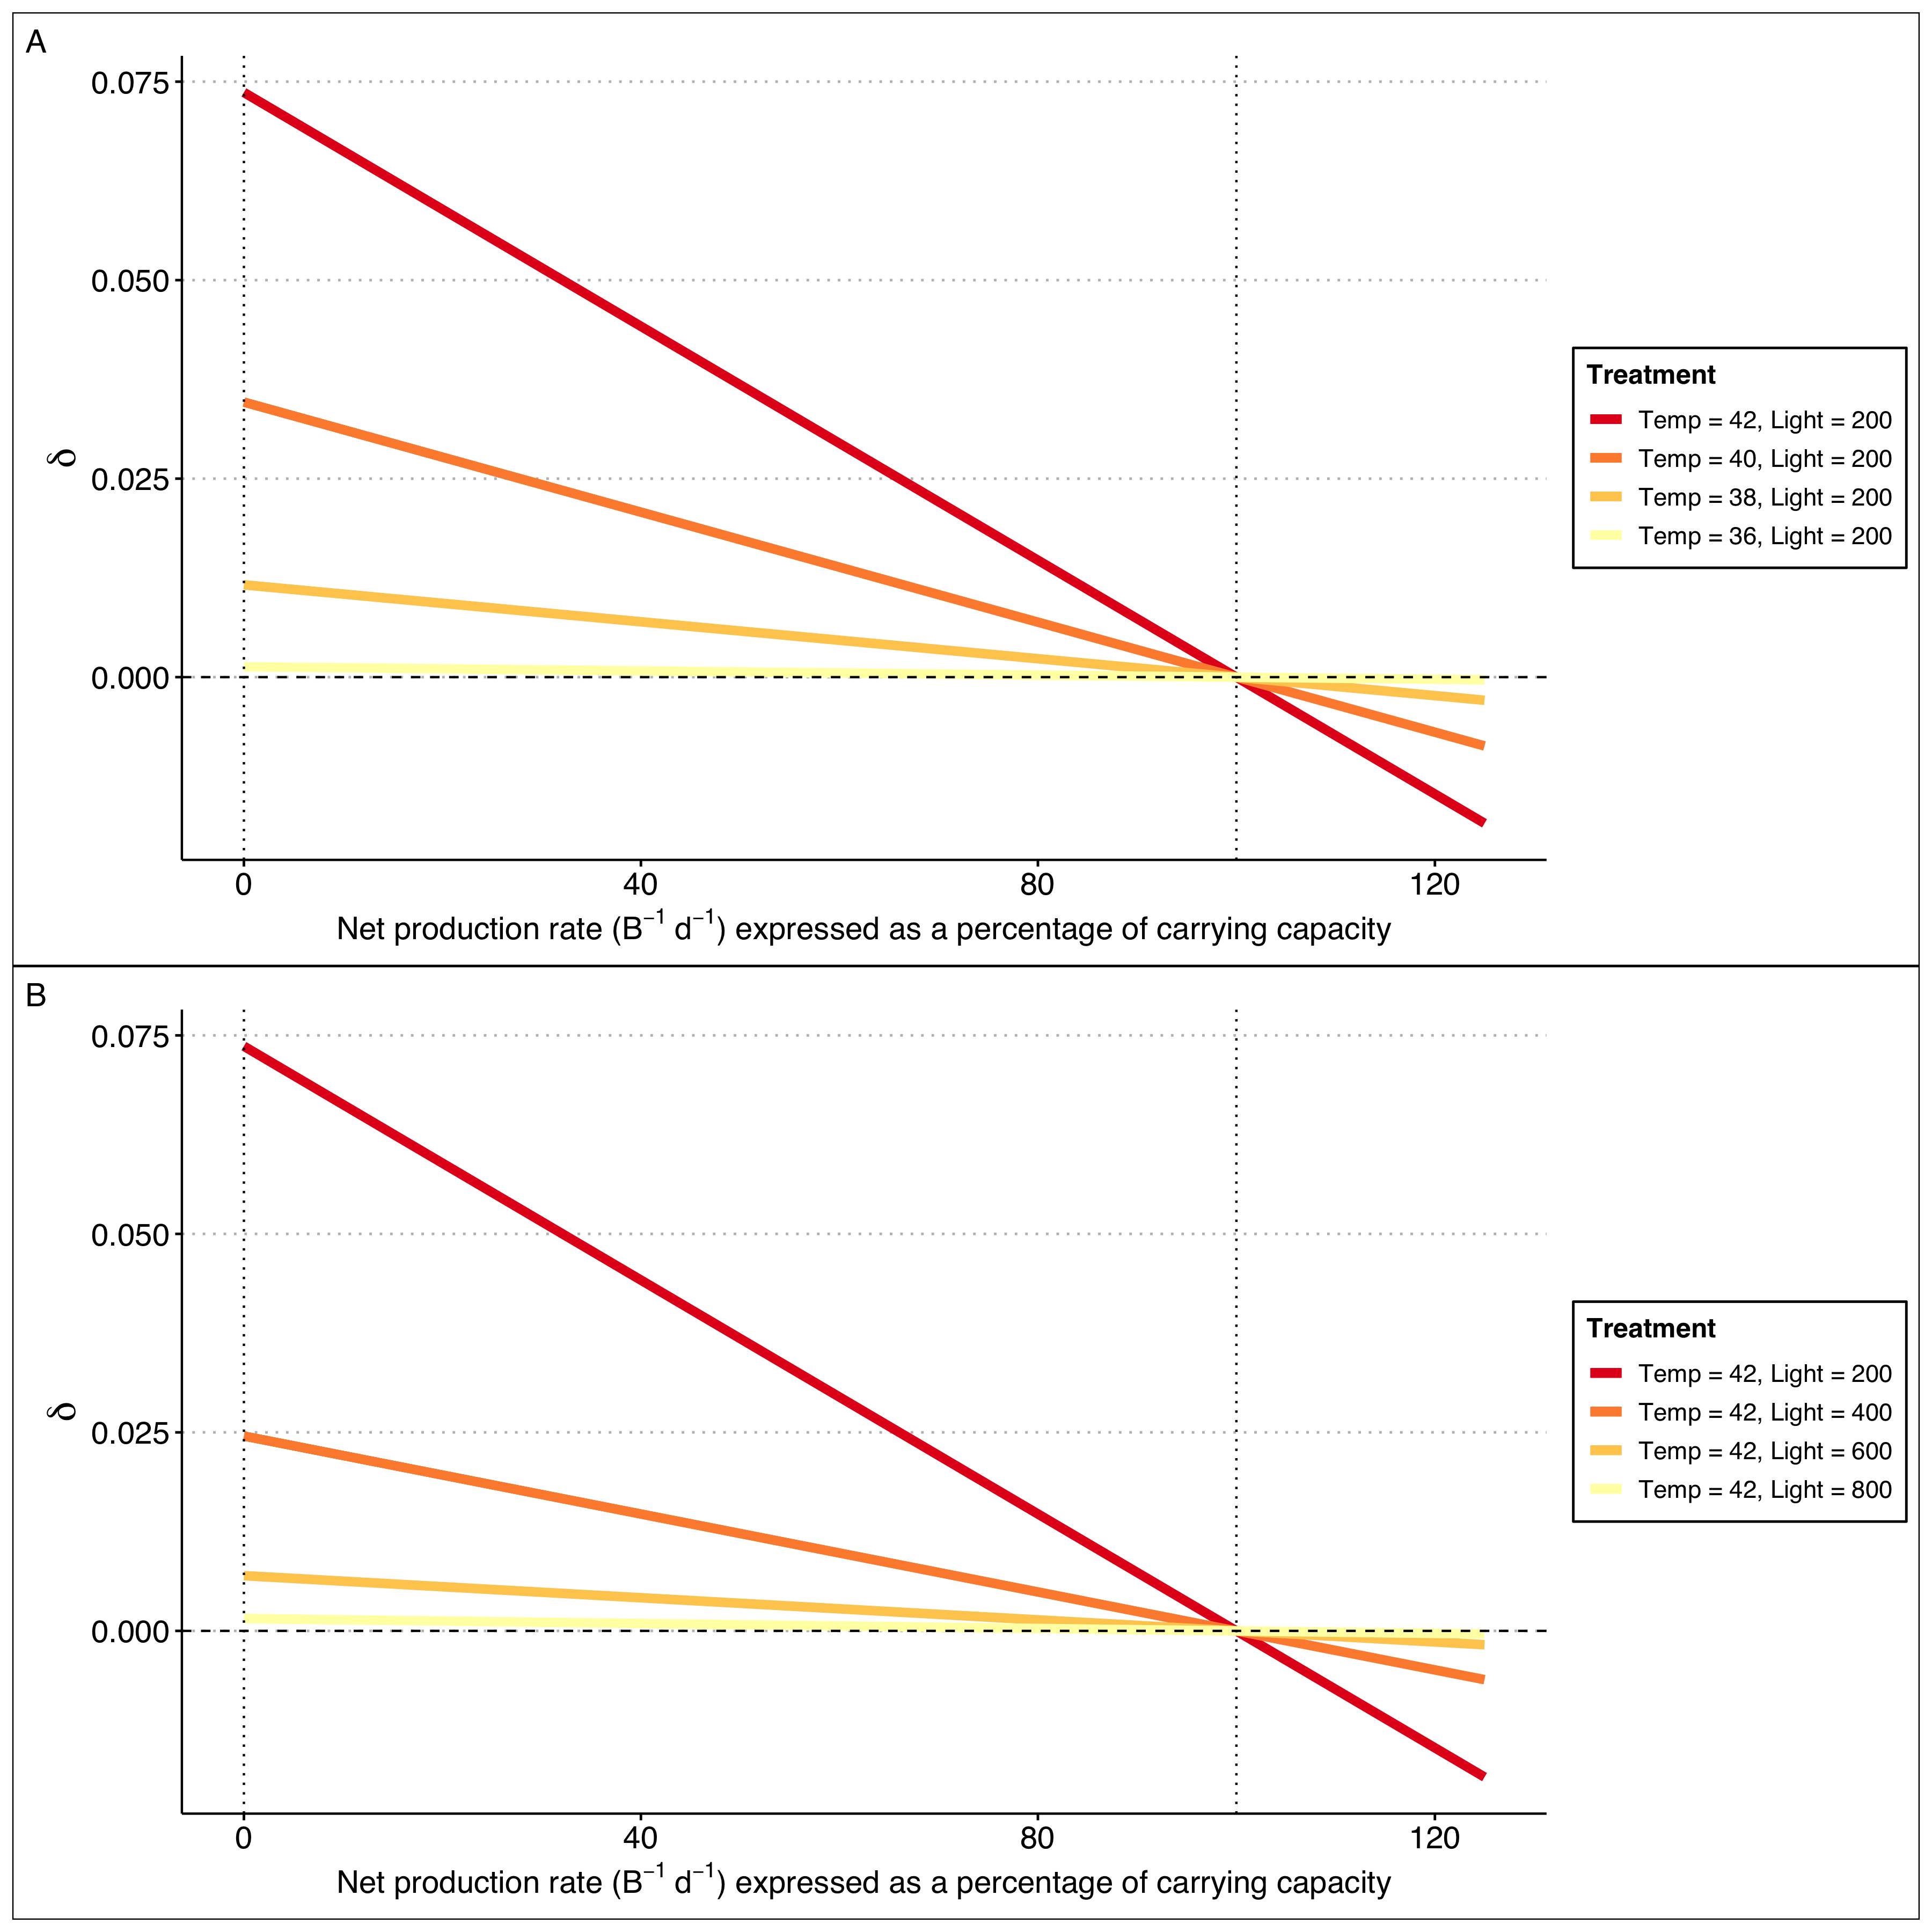 A
0.075
0.050
0.025
0.000
δ
0 40 80 120
Net production rate (B⁻¹ d⁻¹) expressed as a percentage of carrying capacity
Treatment
Temp = 42, Light = 200
Temp = 40, Light = 200
Temp = 38, Light = 200
Temp = 36, Light = 200
B
0.075
0.050
0.025
0.000
δ
0 40 80 120
Net production rate (B⁻¹ d⁻¹) expressed as a percentage of carrying capacity
Treatment
Temp = 42, Light = 200
Temp = 42, Light = 400
Temp = 42, Light = 600
Temp = 42, Light = 800